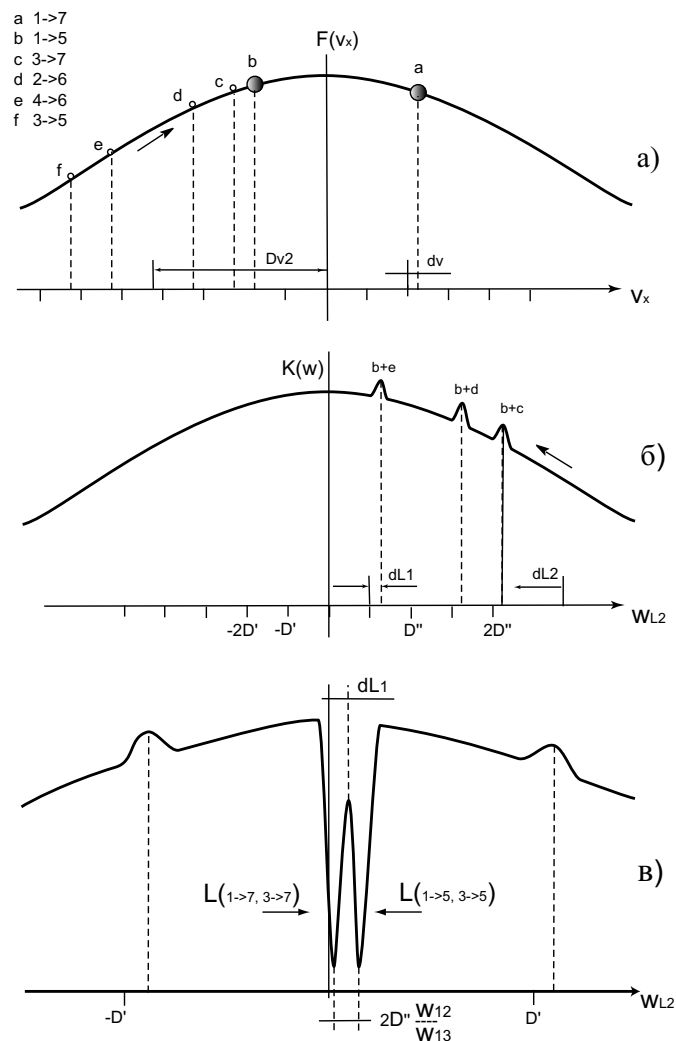 a 1->7
b 1->5
c 3->7
d 2->6
e 4->6
f 3->5
F(vx)
a
b
c
d
e
f
а)
Dv2
dv
vx
K(w)
b+e
b+d
b+c
б)
dL1
dL2
-2D' -D' D" 2D" wL2
dL1
в)
L(1->7, 3->7) L(1->5, 3->5)
-D' D' wL2
2D" w12
w13